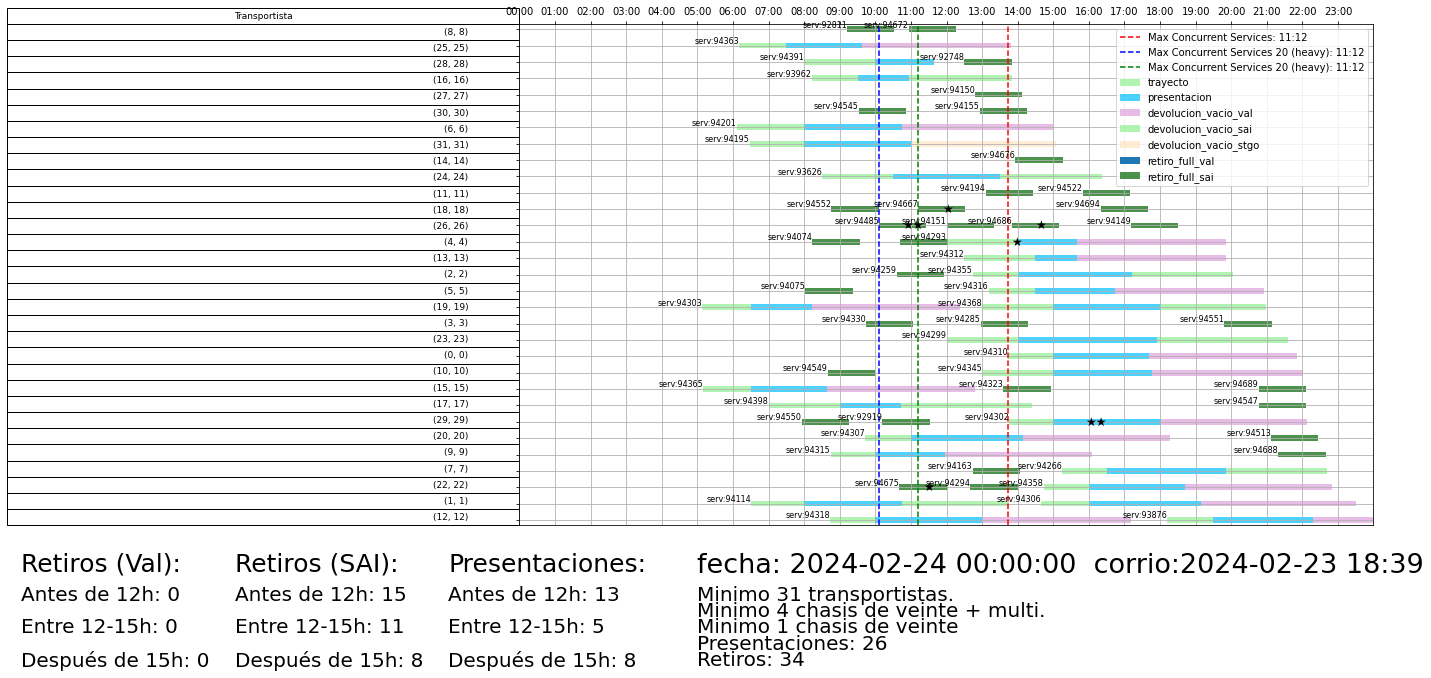 Transportista
00:00 01:00 02:00 03:00 04:00 05:00 06:00 07:00 08:00 09:00 10:00 11:00 12:00 13:00 14:00 15:00 16:00 17:00 18:00 19:00 20:00 21:00 22:00 23:00
(8, 8) serv:92811 serv:94672
(25, 25) serv:94363
(28, 28) serv:94391 serv:92748
(16, 16) serv:93962
(27, 27) serv:94150
(30, 30) serv:94545 serv:94155
(6, 6) serv:94201
(31, 31) serv:94195
(14, 14) serv:94676
(24, 24) serv:93626
(11, 11) serv:94194 serv:94522
(18, 18) serv:94552 serv:94667 serv:94694
(26, 26) serv:94485 serv:94151 serv:94686 serv:94149
(4, 4) serv:94074 serv:94293
(13, 13) serv:94312
(2, 2) serv:94259 serv:94355
(5, 5) serv:94075 serv:94316
(19, 19) serv:94303 serv:94368
(3, 3) serv:94330 serv:94285 serv:94551
(23, 23) serv:94299
(0, 0) serv:94310
(10, 10) serv:94549 serv:94345
(15, 15) serv:94365 serv:94323 serv:94689
(17, 17) serv:94398 serv:94547
(29, 29) serv:94550 serv:92919 serv:94302
(20, 20) serv:94307 serv:94513
(9, 9) serv:94315 serv:94688
(7, 7) serv:94163 serv:94266
(22, 22) serv:94675 serv:94294 serv:94358
(1, 1) serv:94114 serv:94306
(12, 12) serv:94318 serv:93876
Max Concurrent Services: 11:12
Max Concurrent Services 20 (heavy): 11:12
Max Concurrent Services 20 (heavy): 11:12
trayecto
presentacion
devolucion_vacio_val
devolucion_vacio_sai
devolucion_vacio_stgo
retiro_full_val
retiro_full_sai
Retiros (Val):
Antes de 12h: 0
Entre 12-15h: 0
Después de 15h: 0
Retiros (SAI):
Antes de 12h: 15
Entre 12-15h: 11
Después de 15h: 8
Presentaciones:
Antes de 12h: 13
Entre 12-15h: 5
Después de 15h: 8
fecha: 2024-02-24 00:00:00 corrio:2024-02-23 18:39
Minimo 31 transportistas.
Minimo 4 chasis de veinte + multi.
Minimo 1 chasis de veinte
Presentaciones: 26
Retiros: 34